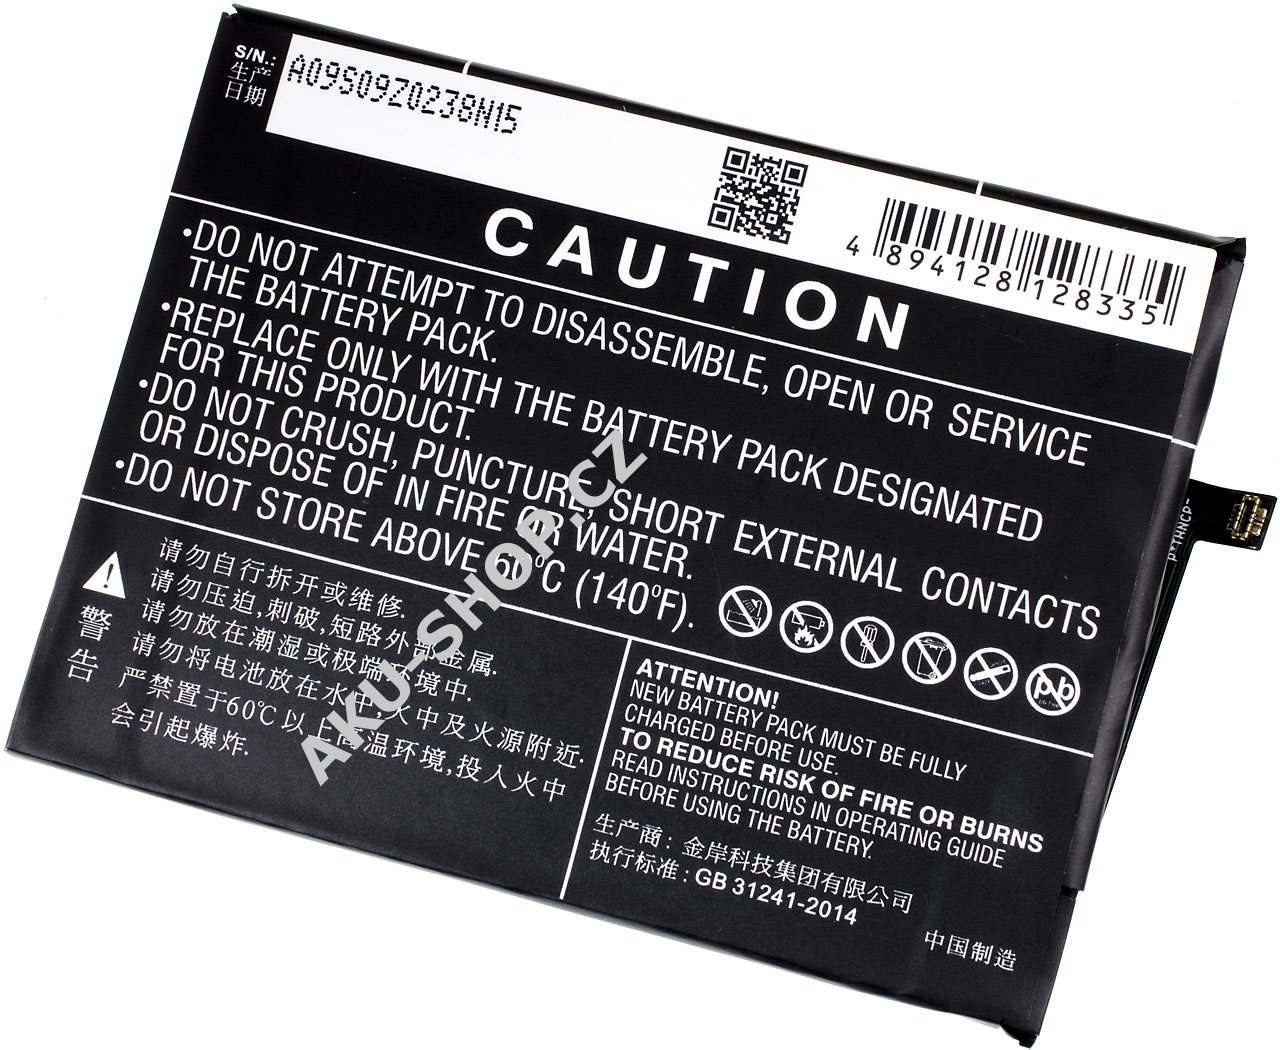 S/N.:
生产
日期
A09S09Z0238N15
4 894128 128335
CAUTION
•DO NOT ATTEMPT TO DISASSEMBLE, OPEN OR SERVICE
THE BATTERY PACK.
•REPLACE ONLY WITH THE BATTERY PACK DESIGNATED
FOR THIS PRODUCT.
•DO NOT CRUSH, PUNCTURE, SHORT EXTERNAL CONTACTS
OR DISPOSE OF IN FIRE OR WATER.
•DO NOT STORE ABOVE 60°C (140°F).
警
告
请勿自行拆开或维修.
请勿压迫,刺破,短路外部金属.
请勿放在潮湿或极端环境中.
请勿将电池放在水中,火中及火源附近.
严禁置于60℃以上高温环境,投入火中
会引起爆炸.
Pb
ATTENTION!
NEW BATTERY PACK MUST BE FULLY
CHARGED BEFORE USE.
TO REDUCE RISK OF FIRE OR BURNS
READ INSTRUCTIONS IN OPERATING GUIDE
BEFORE USING THE BATTERY.
生产商: 金岸科技集团有限公司
执行标准: GB 31241-2014
中国制造
AKU-SHOP.CZ